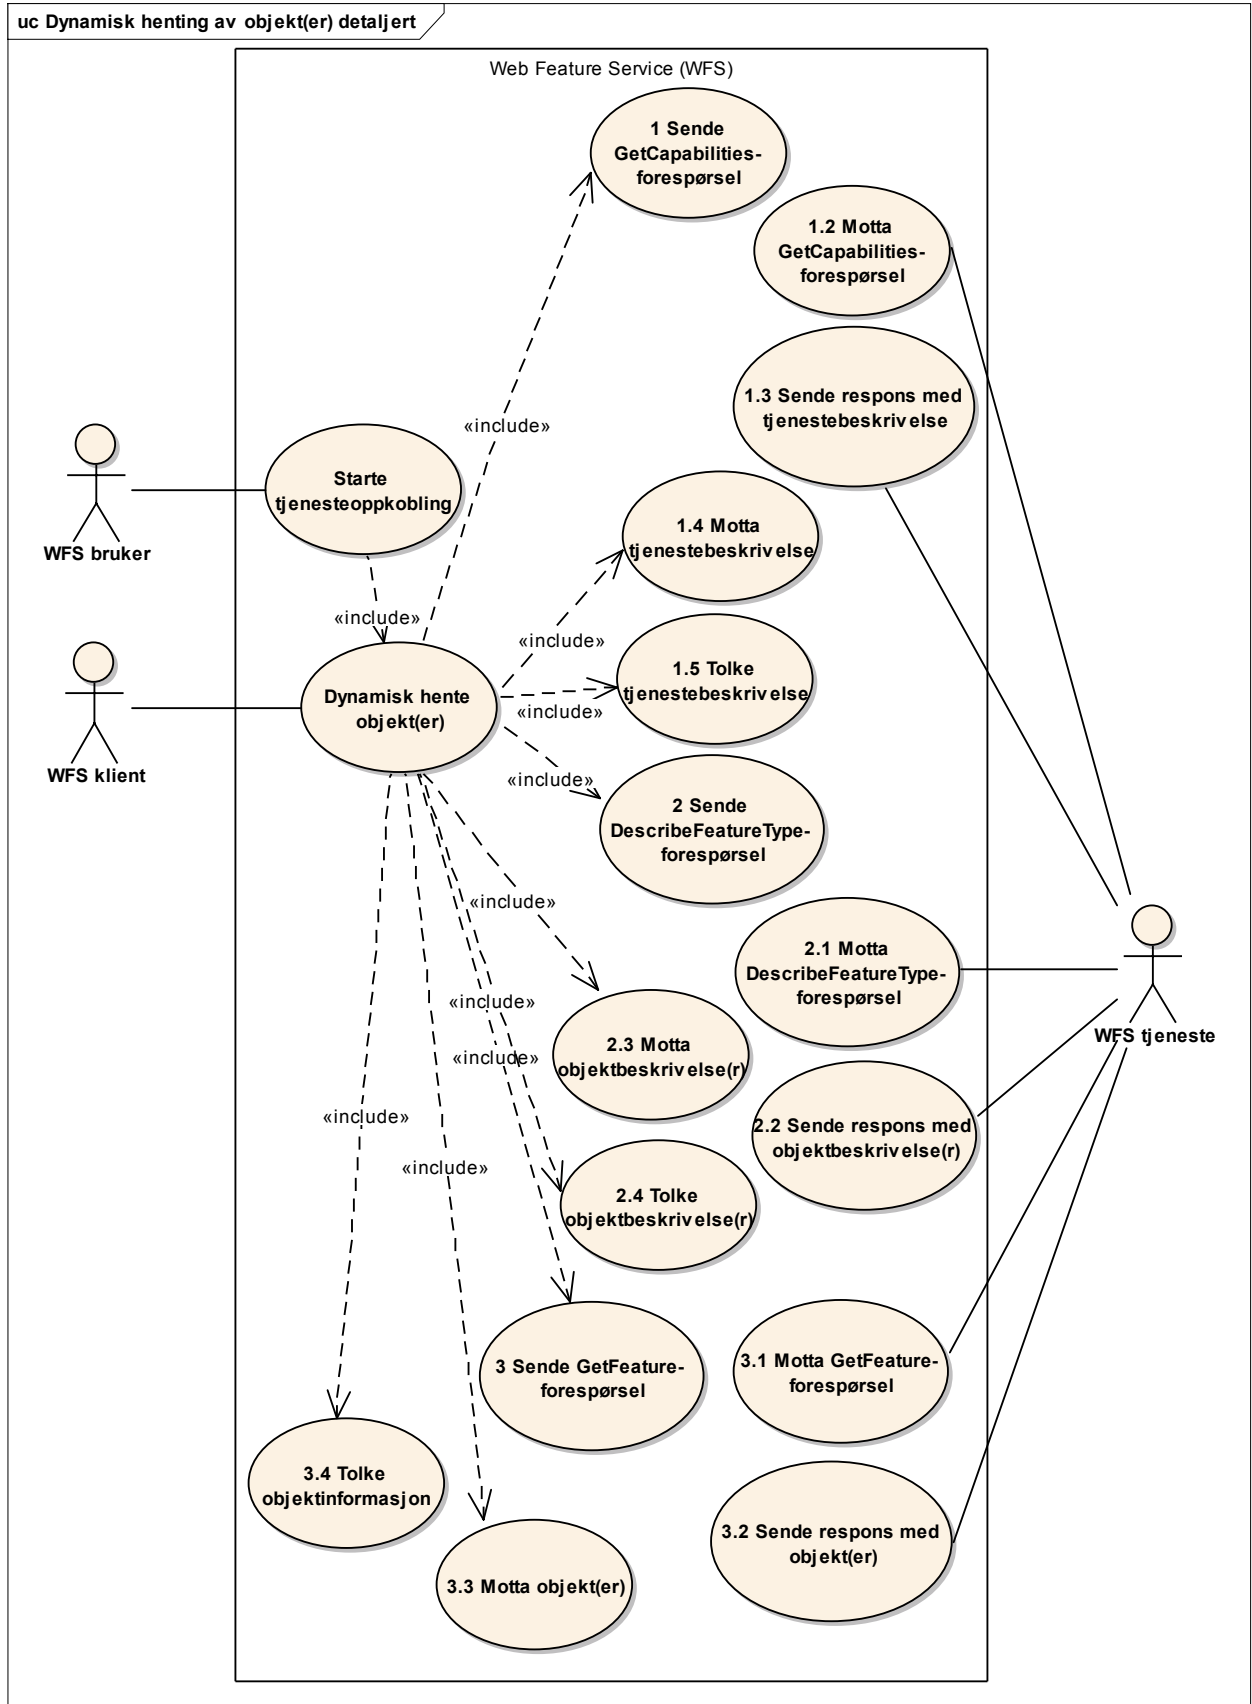 uc Dynamisk henting av objekt(er) detaljert
Web Feature Service (WFS)
1 Sende
GetCapabilities-
forespørsel
1.2 Motta
GetCapabilities-
forespørsel
1.3 Sende respons med
tjenestebeskrivelse
«include»
Starte
tjenesteoppkobling
WFS bruker
1.4 Motta
tjenestebeskrivelse
«include»
«include»
1.5 Tolke
tjenestebeskrivelse
«include»
Dynamisk hente
objekt(er)
WFS klient
«include»
2 Sende
DescribeFeatureType-
forespørsel
«include»
2.1 Motta
DescribeFeatureType-
forespørsel
WFS tjeneste
«include»
«include»
2.3 Motta
objektbeskrivelse(r)
2.2 Sende respons med
objektbeskrivelse(r)
«include»
«include»
2.4 Tolke
objektbeskrivelse(r)
3 Sende GetFeature-
forespørsel
3.1 Motta GetFeature-
forespørsel
3.4 Tolke
objektinformasjon
3.2 Sende respons med
objekt(er)
3.3 Motta objekt(er)